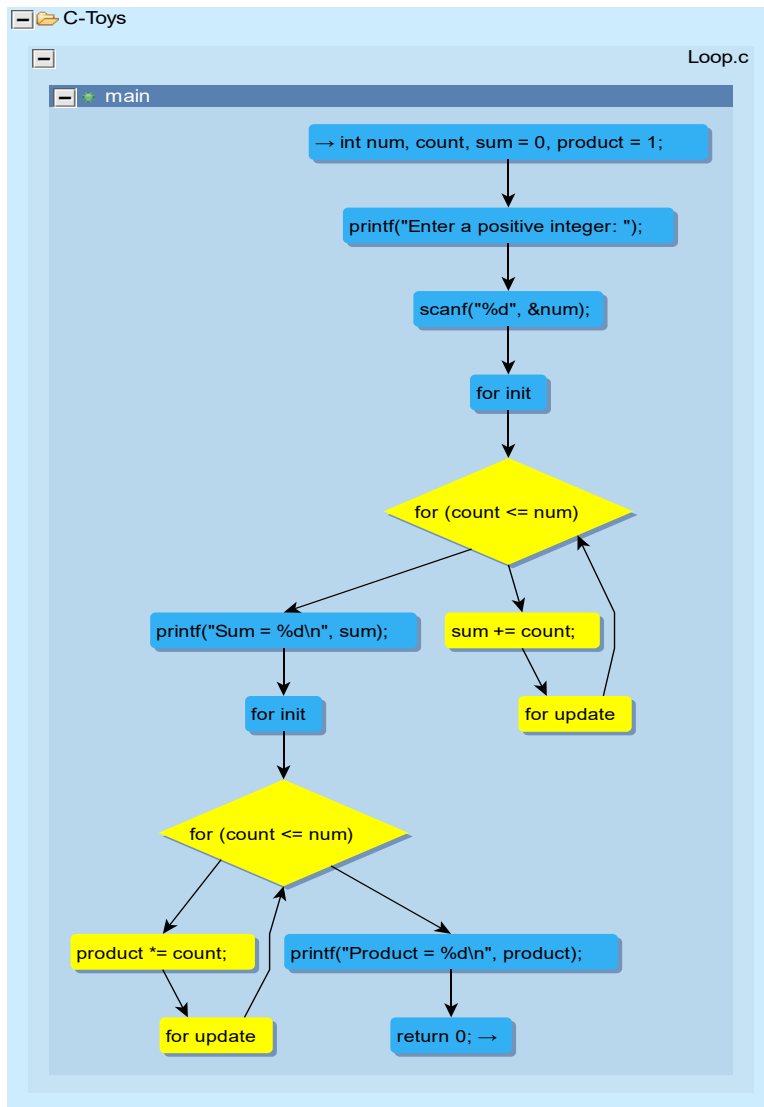 C-Toys
Loop.c
main
→ int num, count, sum = 0, product = 1;
printf("Enter a positive integer: ");
scanf("%d", &num);
for init
for (count <= num)
printf("Sum = %d\n", sum);
sum += count;
for init
for update
for (count <= num)
product *= count;
printf("Product = %d\n", product);
for update
return 0; →